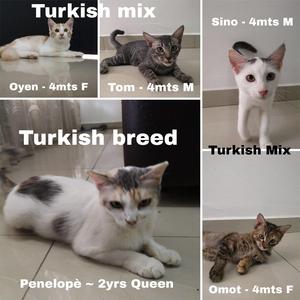 Turkish mix
Oyen - 4mts F
Tom - 4mts M
Sino - 4mts M
Turkish breed
Turkish Mix
Penelopè ~ 2yrs Queen
Omot - 4mts F